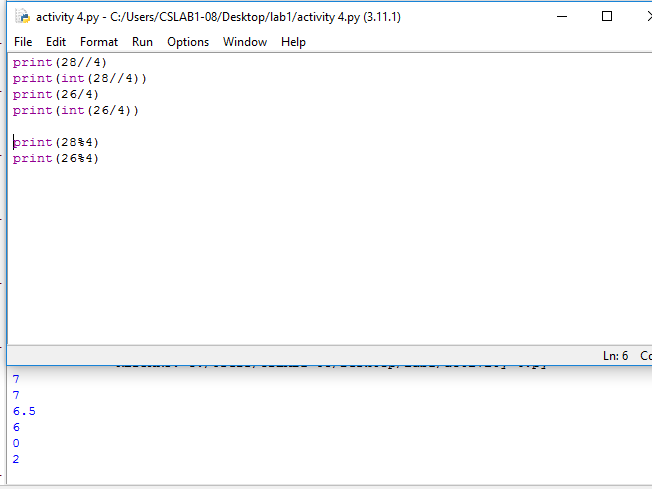 activity 4.py - C:/Users/CSLAB1-08/Desktop/lab1/activity 4.py (3.11.1)
File Edit Format Run Options Window Help
print(28//4)
print(int(28//4))
print(26/4)
print(int(26/4))
print(28%4)
print(26%4)
Ln: 6 Co
7
7
6.5
6
0
2